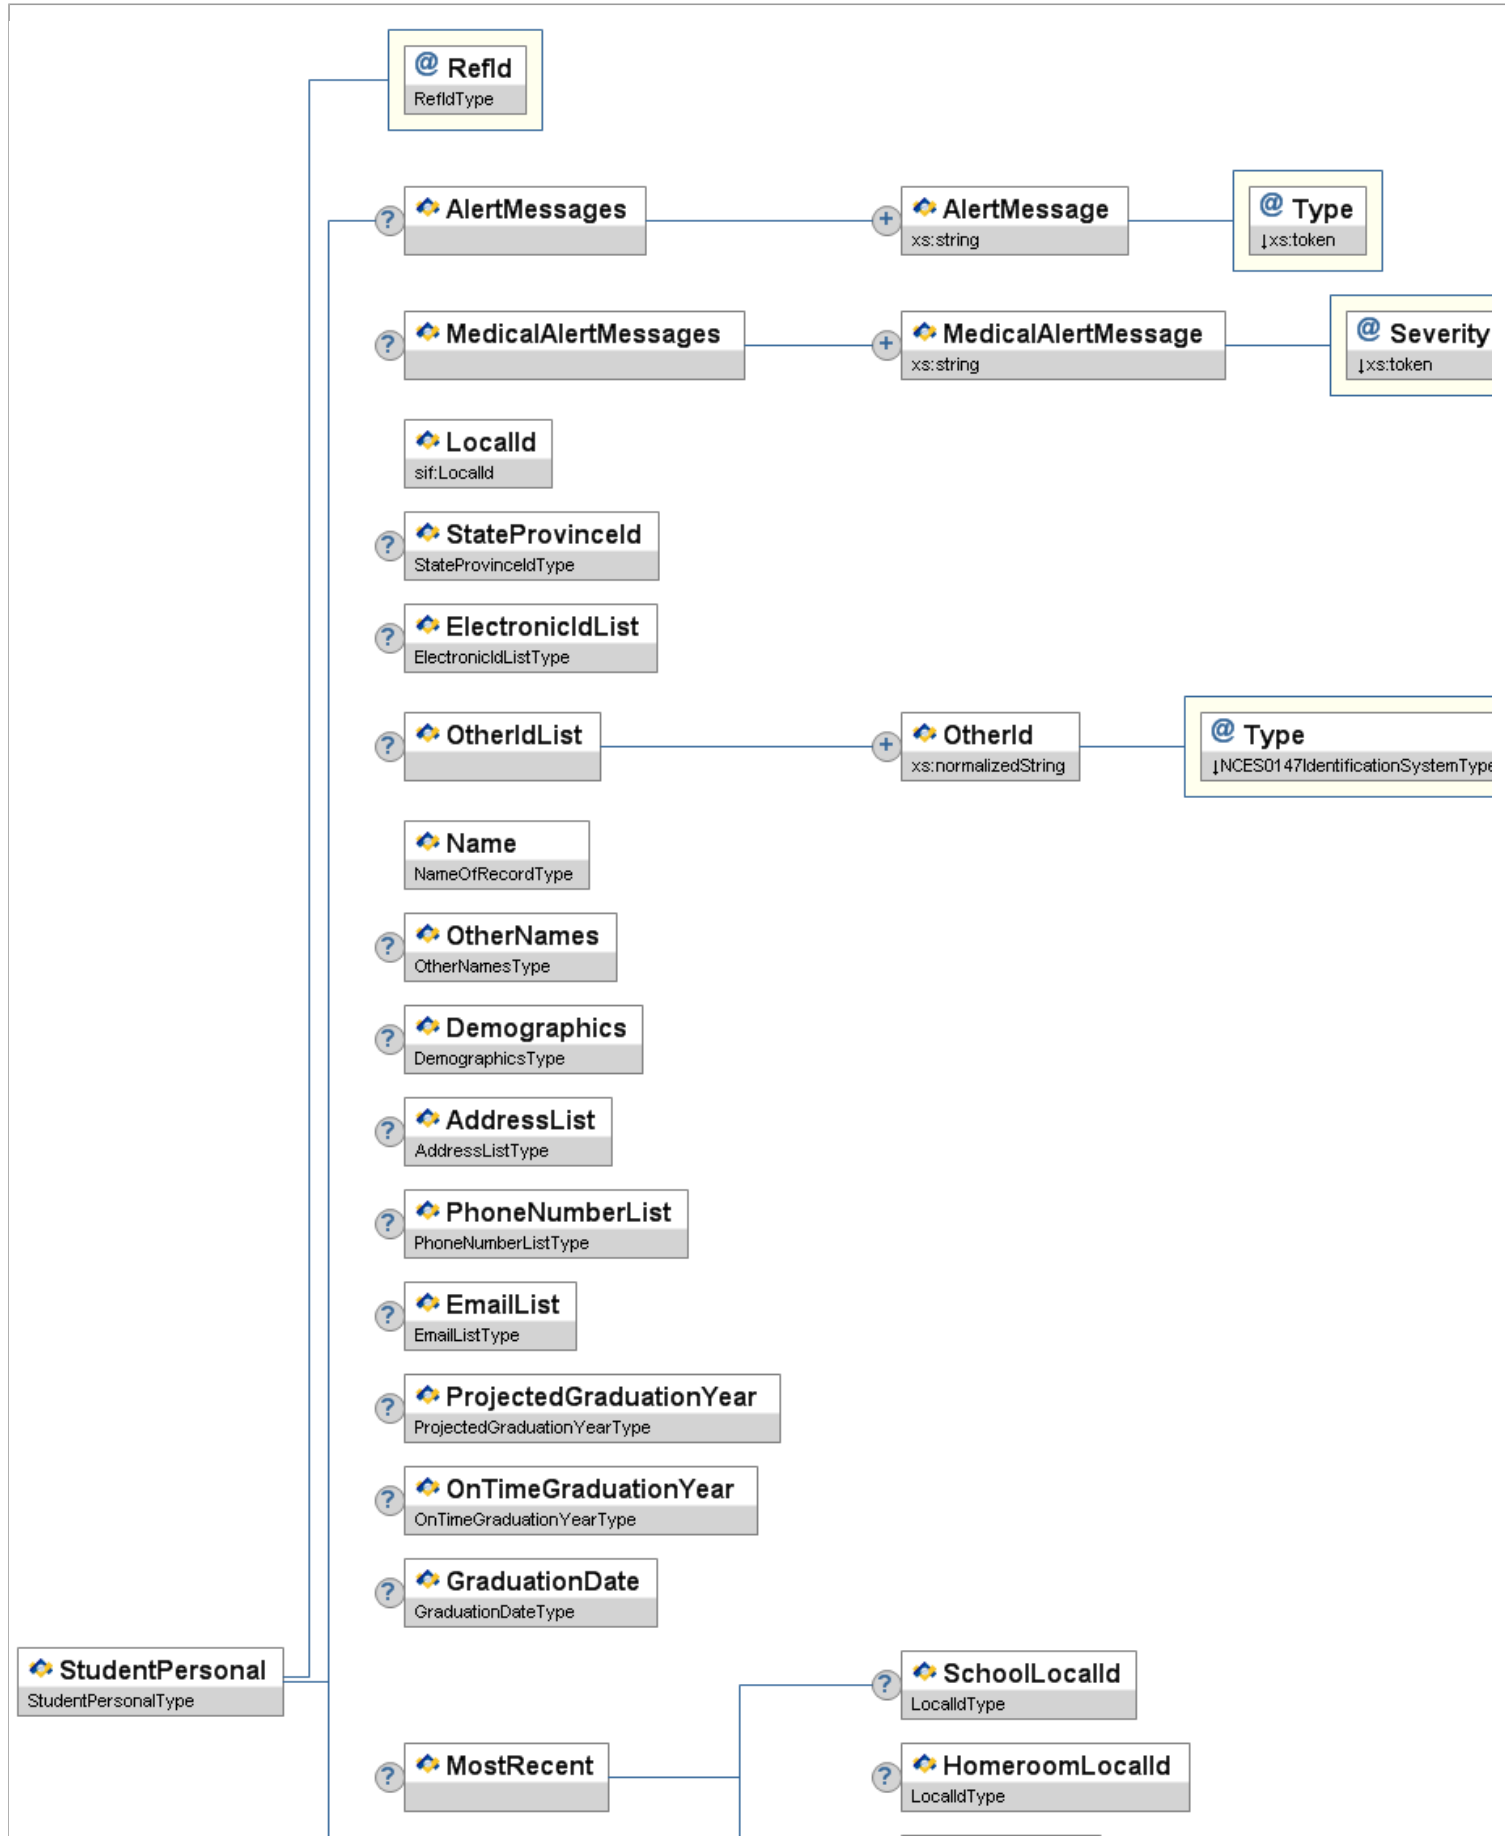 @ RefId
RefIdType
? AlertMessages
+ AlertMessage
xs:string
@ Type
↓xs:token
? MedicalAlertMessages
+ MedicalAlertMessage
xs:string
@ Severity
↓xs:token
LocalId
sif:LocalId
? StateProvinceId
StateProvinceIdType
? ElectronicIdList
ElectronicIdListType
? OtherIdList
+ OtherId
xs:normalizedString
@ Type
↓NCES0147IdentificationSystemType
Name
NameOfRecordType
? OtherNames
OtherNamesType
? Demographics
DemographicsType
? AddressList
AddressListType
? PhoneNumberList
PhoneNumberListType
? EmailList
EmailListType
? ProjectedGraduationYear
ProjectedGraduationYearType
? OnTimeGraduationYear
OnTimeGraduationYearType
? GraduationDate
GraduationDateType
StudentPersonal
StudentPersonalType
? SchoolLocalId
LocalIdType
? MostRecent
? HomeroomLocalId
LocalIdType